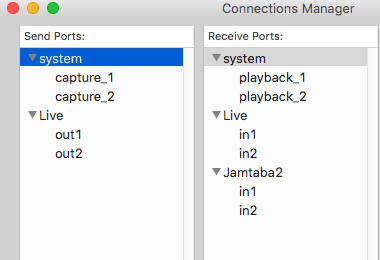 Connections Manager
Send Ports:
system
capture_1
capture_2
Live
out1
out2
Receive Ports:
system
playback_1
playback_2
Live
in1
in2
Jamtaba2
in1
in2